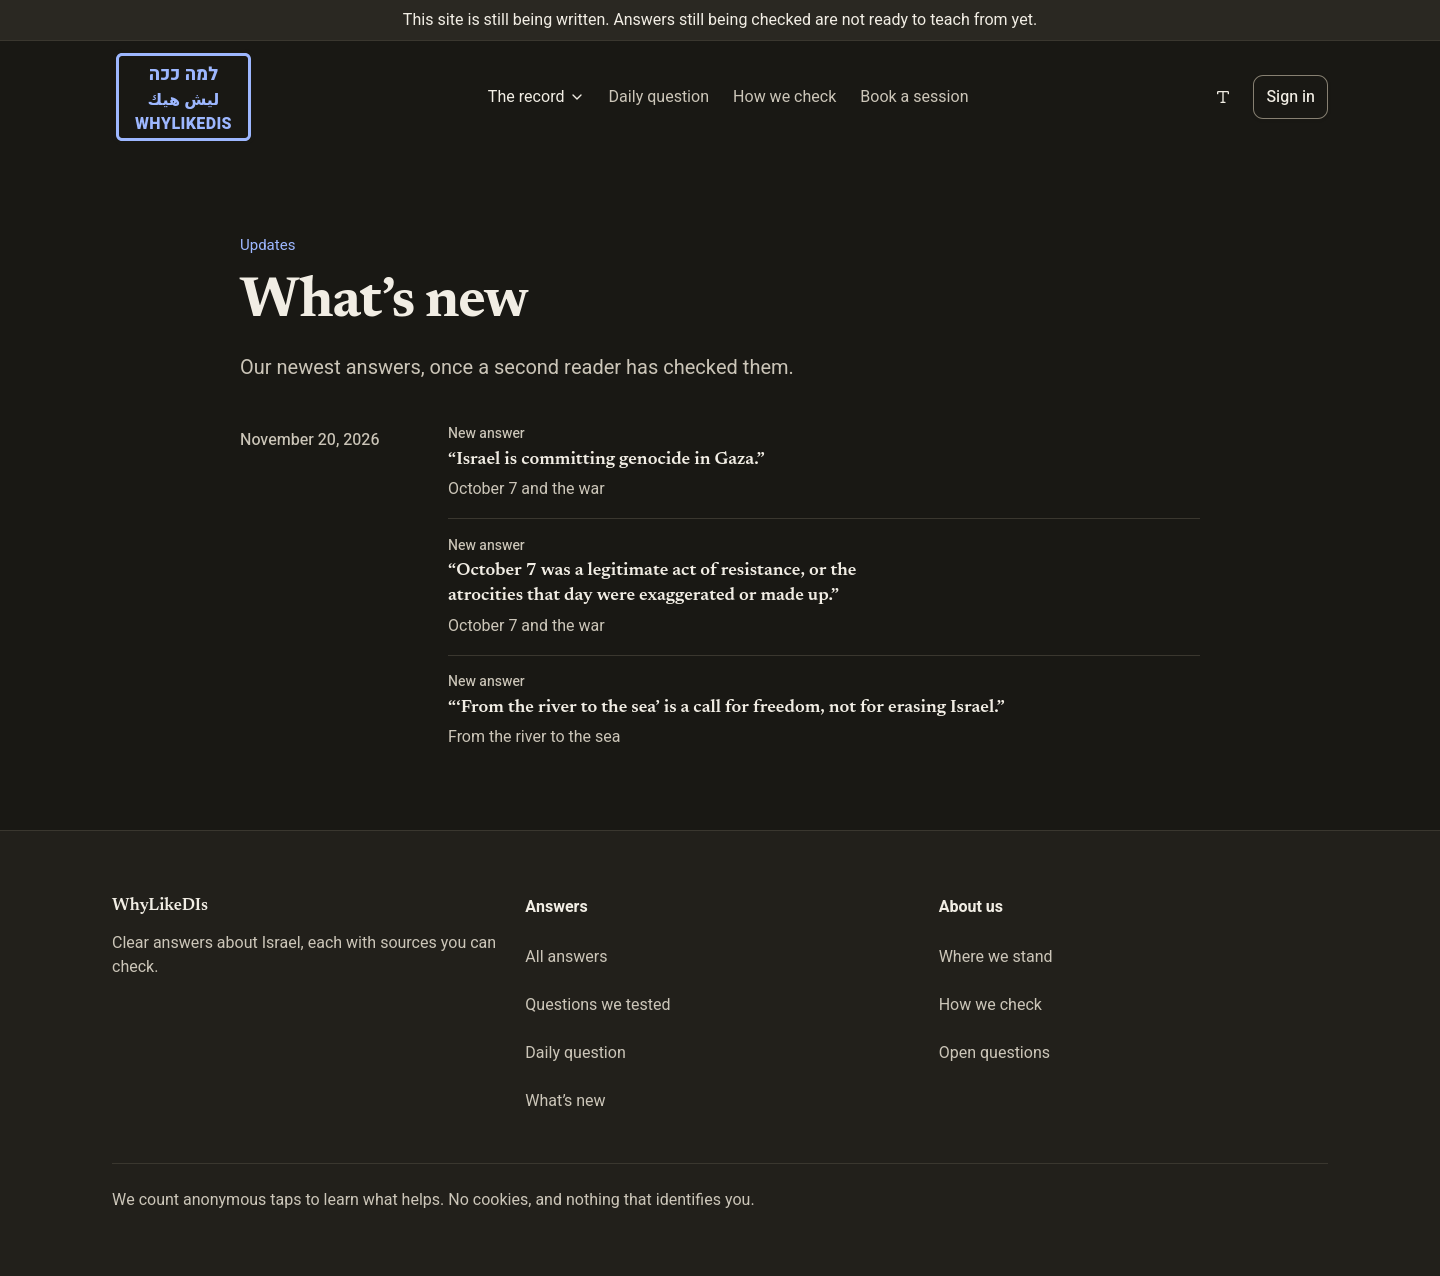 This site is still being written. Answers still being checked are not ready to teach from yet.
למה ככה
ليش هيك
WHYLIKEDIS
The record
Daily question
How we check
Book a session
T
Sign in
Updates
What’s new
Our newest answers, once a second reader has checked them.
November 20, 2026
New answer
“Israel is committing genocide in Gaza.”
October 7 and the war
New answer
“October 7 was a legitimate act of resistance, or the
atrocities that day were exaggerated or made up.”
October 7 and the war
New answer
“‘From the river to the sea’ is a call for freedom, not for erasing Israel.”
From the river to the sea
WhyLikeDIs
Clear answers about Israel, each with sources you can
check.
Answers
All answers
Questions we tested
Daily question
What’s new
About us
Where we stand
How we check
Open questions
We count anonymous taps to learn what helps. No cookies, and nothing that identifies you.